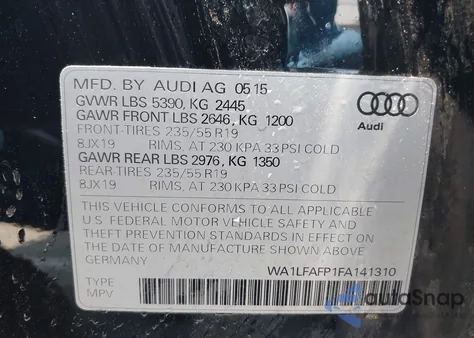 MFD. BY AUDI AG 05 15
GVWR LBS 5390, KG 2445
GAWR FRONT LBS 2646, KG 1200
FRONT-TIRES 235/55 R19
8JX19 RIMS, AT 230 KPA 33 PSI COLD
GAWR REAR LBS 2976, KG 1350
REAR-TIRES 235/55 R19
8JX19 RIMS, AT 230 KPA 33 PSI COLD
Audi
THIS VEHICLE CONFORMS TO ALL APPLICABLE
U.S. FEDERAL MOTOR VEHICLE SAFETY AND
THEFT PREVENTION STANDARDS IN EFFECT ON
THE DATE OF MANUFACTURE SHOWN ABOVE
GERMANY
WA1LFAFP1FA141310
TYPE
MPV
autoSnap